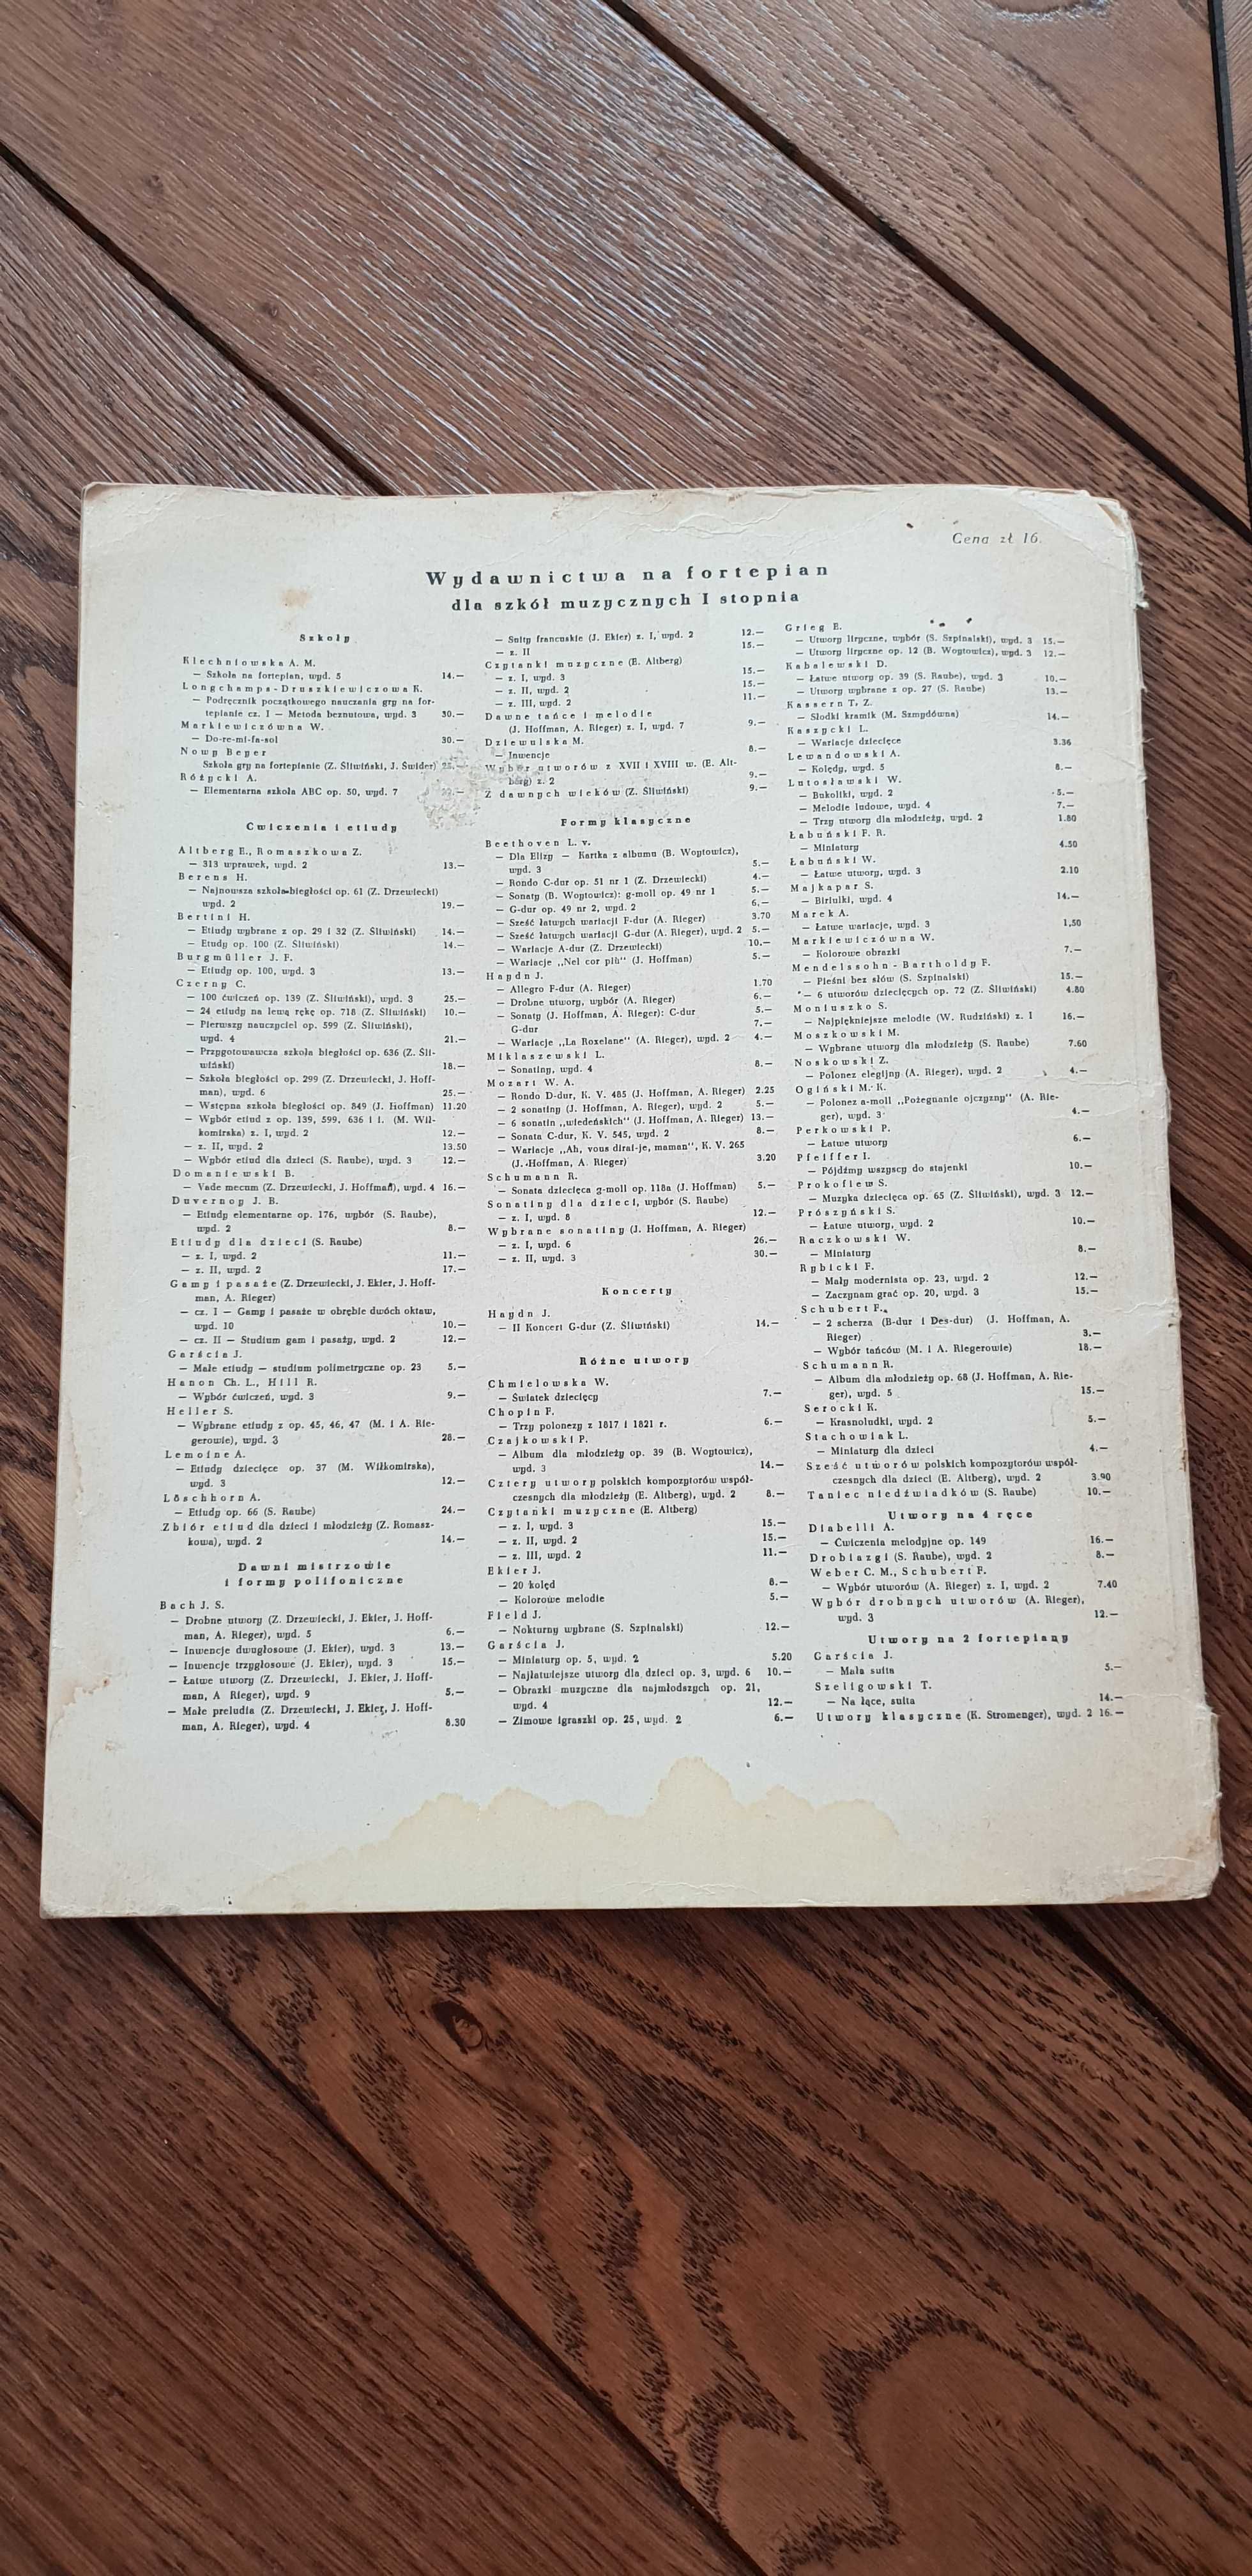 Cena zł 16.
Wydawnictwa na fortepian
dla szkół muzycznych I stopnia
Szkoły
Klechniowska A. M.
— Szkoła na fortepian, wyd. 5 14.—
Longchamps-Druszkiewiczowa K.
— Podręcznik początkowego nauczania gry na for-
tepianie cz. I — Metoda beznutowa, wyd. 3 30.—
Markiewiczówna W.
— Do-re-mi-fa-sol 30.—
Nowy Beyer
Szkoła gry na fortepianie (Z. Śliwiński, J. Świder)
Różycki A.
— Elementarna szkoła ABC op. 50, wyd. 7
Ćwiczenia i etiudy
Altberg E., Romaszkowa Z.
— 313 wprawek, wyd. 2 13.—
Berens H.
— Najnowsza szkoła biegłości op. 61 (Z. Drzewiecki)
wyd. 2 19.—
Bertini H.
— Etiudy wybrane z op. 29 i 32 (Z. Śliwiński) 14.—
— Etudy op. 100 (Z. Śliwiński) 14.—
Burgmüller J. F.
— Etiudy op. 100, wyd. 3 13.—
Czerny C.
— 100 ćwiczeń op. 139 (Z. Śliwiński), wyd. 3 25.—
— 24 etiudy na lewą rękę op. 718 (Z. Śliwiński) 10.—
— Pierwszy nauczyciel op. 599 (Z. Śliwiński),
wyd. 4 21.—
— Przygotowawcza szkoła biegłości op. 636 (Z. Śli-
wiński) 18.—
— Szkoła biegłości op. 299 (Z. Drzewiecki, J. Hoff-
man), wyd. 6 25.—
— Wstępna szkoła biegłości op. 849 (J. Hoffman) 11.20
— Wybór etiud z op. 139, 599, 636 i i. (M. Wił-
komirska) z. I, wyd. 2 12.—
— z. II, wyd. 2 13.50
— Wybór etiud dla dzieci (S. Raube), wyd. 3 12.—
Domaniewski B.
— Vade mecum (Z. Drzewiecki, J. Hoffman), wyd. 4 16.—
Duvernoy J. B.
— Etiudy elementarne op. 176, wybór (S. Raube),
wyd. 2 8.—
Etiudy dla dzieci (S. Raube)
— z. I, wyd. 2 11.—
— z. II, wyd. 2 17.—
Gamy i pasaże (Z. Drzewiecki, J. Ekier, J. Hoff-
man, A. Rieger)
— cz. I — Gamy i pasaże w obrębie dwóch oktaw,
wyd. 10 10.—
— cz. II — Studium gam i pasaży, wyd. 2 12.—
Garścia J.
— Małe etiudy — studium polimetryczne op. 23 5.—
Hanon Ch. L., Hill R.
— Wybór ćwiczeń, wyd. 3 9.—
Heller S.
— Wybrane etiudy z op. 45, 46, 47 (M. i A. Rie-
gerowie), wyd. 3 28.—
Lemoine A.
— Etiudy dziecięce op. 37 (M. Wiłkomirska),
wyd. 3 12.—
Löschhorn A.
— Etiudy op. 66 (S. Raube) 24.—
Zbiór etiud dla dzieci i młodzieży (Z. Romasz-
kowa), wyd. 2 14.—
Dawni mistrzowie
i formy polifoniczne
Bach J. S.
— Drobne utwory (Z. Drzewiecki, J. Ekier, J. Hoff-
man, A. Rieger), wyd. 5 6.—
— Inwencje dwugłosowe (J. Ekier), wyd. 3 13.—
— Inwencje trzygłosowe (J. Ekier), wyd. 3 15.—
— Łatwe utwory (Z. Drzewiecki, J. Ekier, J. Hoff-
man, A Rieger), wyd. 9 5.—
— Małe preludia (Z. Drzewiecki, J. Ekier, J. Hoff-
man, A. Rieger), wyd. 4 8.30
— Suity francuskie (J. Ekier) z. I, wyd. 2 12.—
— z. II 15.—
Czytanki muzyczne (E. Altberg)
— z. I, wyd. 3 15.—
— z. II, wyd. 2 15.—
— z. III, wyd. 2 11.—
Dawne tańce i melodie
(J. Hoffman, A. Rieger) z. I, wyd. 7 9.—
Dziewulska M.
— Inwencje 8.—
Wybór utworów z XVII i XVIII w. (E. Alt-
berg) z. 2 9.—
Z dawnych wieków (Z. Śliwiński) 9.—
Formy klasyczne
Beethoven L. v.
— Dla Elizy — Kartka z albumu (B. Woytowicz),
wyd. 3 5.—
— Rondo C-dur op. 51 nr 1 (Z. Drzewiecki) 4.—
— Sonaty (B. Woytowicz): g-moll op. 49 nr 1 5.—
— G-dur op. 49 nr 2, wyd. 2 6.—
— Sześć łatwych wariacji F-dur (A. Rieger) 3.70
— Sześć łatwych wariacji G-dur (A. Rieger), wyd. 2 5.—
— Wariacje A-dur (Z. Drzewiecki) 10.—
— Wariacje „Nel cor più" (J. Hoffman) 5.—
Haydn J.
— Allegro F-dur (A. Rieger) 1.70
— Drobne utwory, wybór (A. Rieger) 6.—
— Sonaty (J. Hoffman, A. Rieger): C-dur 5.—
G-dur 7.—
— Wariacje „La Roxelane" (A. Rieger), wyd. 2 4.—
Miklaszewski L.
— Sonatiny, wyd. 4 8.—
Mozart W. A.
— Rondo D-dur, K. V. 485 (J. Hoffman, A. Rieger) 2.25
— 2 sonatiny (J. Hoffman, A. Rieger), wyd. 2 5.—
— 6 sonatin „wiedeńskich" (J. Hoffman, A. Rieger) 13.—
— Sonata C-dur, K. V. 545, wyd. 2 8.—
— Wariacje „Ah, vous dirai-je, maman", K. V. 265
(J. Hoffman, A. Rieger) 3.20
Schumann R.
— Sonata dziecięca g-moll op. 118a (J. Hoffman) 5.—
Sonatiny dla dzieci, wybór (S. Raube)
— z. I, wyd. 8 12.—
Wybrane sonatiny (J. Hoffman, A. Rieger)
— z. I, wyd. 6 26.—
— z. II, wyd. 3 30.—
Koncerty
Haydn J.
— II Koncert G-dur (Z. Śliwiński) 14.—
Różne utwory
Chmielowska W.
— Światek dziecięcy 7.—
Chopin F.
— Trzy polonezy z 1817 i 1821 r. 6.—
Czajkowski P.
— Album dla młodzieży op. 39 (B. Woytowicz),
wyd. 3 14.—
Cztery utwory polskich kompozytorów współ-
czesnych dla młodzieży (E. Altberg), wyd. 2 8.—
Czytanki muzyczne (E. Altberg)
— z. I, wyd. 3 15.—
— z. II, wyd. 2 15.—
— z. III, wyd. 2 11.—
Ekier J.
— 20 kolęd 8.—
— Kolorowe melodie 5.—
Field J.
— Nokturny wybrane (S. Szpinalski) 12.—
Garścia J.
— Miniatury op. 5, wyd. 2 5.20
— Najłatwiejsze utwory dla dzieci op. 3, wyd. 6 10.—
— Obrazki muzyczne dla najmłodszych op. 21,
wyd. 4 12.—
— Zimowe igraszki op. 25, wyd. 2 6.—
Grieg E.
— Utwory liryczne, wybór (S. Szpinalski), wyd. 3 15.—
— Utwory liryczne op. 12 (B. Woytowicz), wyd. 3 12.—
Kabalewski D.
— Łatwe utwory op. 39 (S. Raube), wyd. 3 10.—
— Utwory wybrane z op. 27 (S. Raube) 13.—
Kassern T. Z.
— Słodki kramik (M. Szmydówna) 14.—
Kaszycki L.
— Wariacje dziecięce 3.36
Lewandowski A.
— Kolędy, wyd. 5 8.—
Lutosławski W.
— Bukoliki, wyd. 2 5.—
— Melodie ludowe, wyd. 4 7.—
— Trzy utwory dla młodzieży, wyd. 2 1.80
Łabuński F. R.
— Miniatury 4.50
Łabuński W.
— Łatwe utwory, wyd. 3 2.10
Majkapar S.
— Biriulki, wyd. 4 14.—
Marek A.
— Łatwe wariacje, wyd. 3 1,50
Markiewiczówna W.
— Kolorowe obrazki 7.—
Mendelssohn-Bartholdy F.
— Pieśni bez słów (S. Szpinalski) 15.—
— 6 utworów dziecięcych op. 72 (Z. Śliwiński) 4.80
Moniuszko S.
— Najpiękniejsze melodie (W. Rudziński) z. I 16.—
Moszkowski M.
— Wybrane utwory dla młodzieży (S. Raube) 7.60
Noskowski Z.
— Polonez elegijny (A. Rieger), wyd. 2 4.—
Ogiński M. K.
— Polonez a-moll „Pożegnanie ojczyzny" (A. Rie-
ger), wyd. 3 4.—
Perkowski P.
— Łatwe utwory 6.—
Pfeiffer I.
— Pójdźmy wszyscy do stajenki 10.—
Prokofiew S.
— Muzyka dziecięca op. 65 (Z. Śliwiński), wyd. 3 12.—
Prószyński S.
— Łatwe utwory, wyd. 2 10.—
Raczkowski W.
— Miniatury 8.—
Rybicki F.
— Mały modernista op. 23, wyd. 2 12.—
— Zaczynam grać op. 20, wyd. 3 15.—
Schubert F.
— 2 scherza (B-dur i Des-dur) (J. Hoffman, A.
Rieger) 3.—
— Wybór tańców (M. i A. Riegerowie) 18.—
Schumann R.
— Album dla młodzieży op. 68 (J. Hoffman, A. Rie-
ger), wyd. 5 15.—
Serocki K.
— Krasnoludki, wyd. 2 5.—
Stachowiak L.
— Miniatury dla dzieci 4.—
Sześć utworów polskich kompozytorów współ-
czesnych dla dzieci (E. Altberg), wyd. 2 3.90
Taniec niedźwiadków (S. Raube) 10.—
Utwory na 4 ręce
Diabelli A.
— Ćwiczenia melodyjne op. 149 16.—
Drobiazgi (S. Raube), wyd. 2 8.—
Weber C. M., Schubert F.
— Wybór utworów (A. Rieger) z. I, wyd. 2 7.40
Wybór drobnych utworów (A. Rieger),
wyd. 3 12.—
Utwory na 2 fortepiany
Garścia J.
— Mała suita 5.—
Szeligowski T.
— Na łące, suita 14.—
Utwory klasyczne (K. Stromenger), wyd. 2 16.—